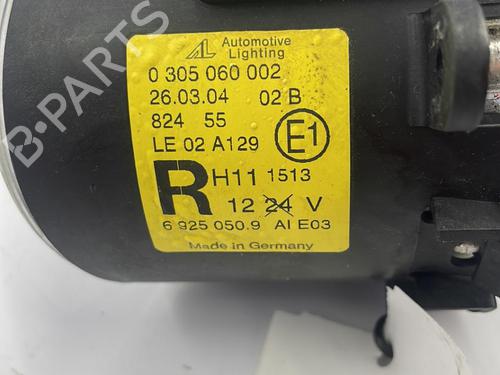 B-PARTS
AL Automotive
Lighting
0 305 060 002
26.03.04 02 B
824 55
LE 02 A129
E1
R H11 1513
12 24 V
6 925 050.9 AI E03
Made in Germany